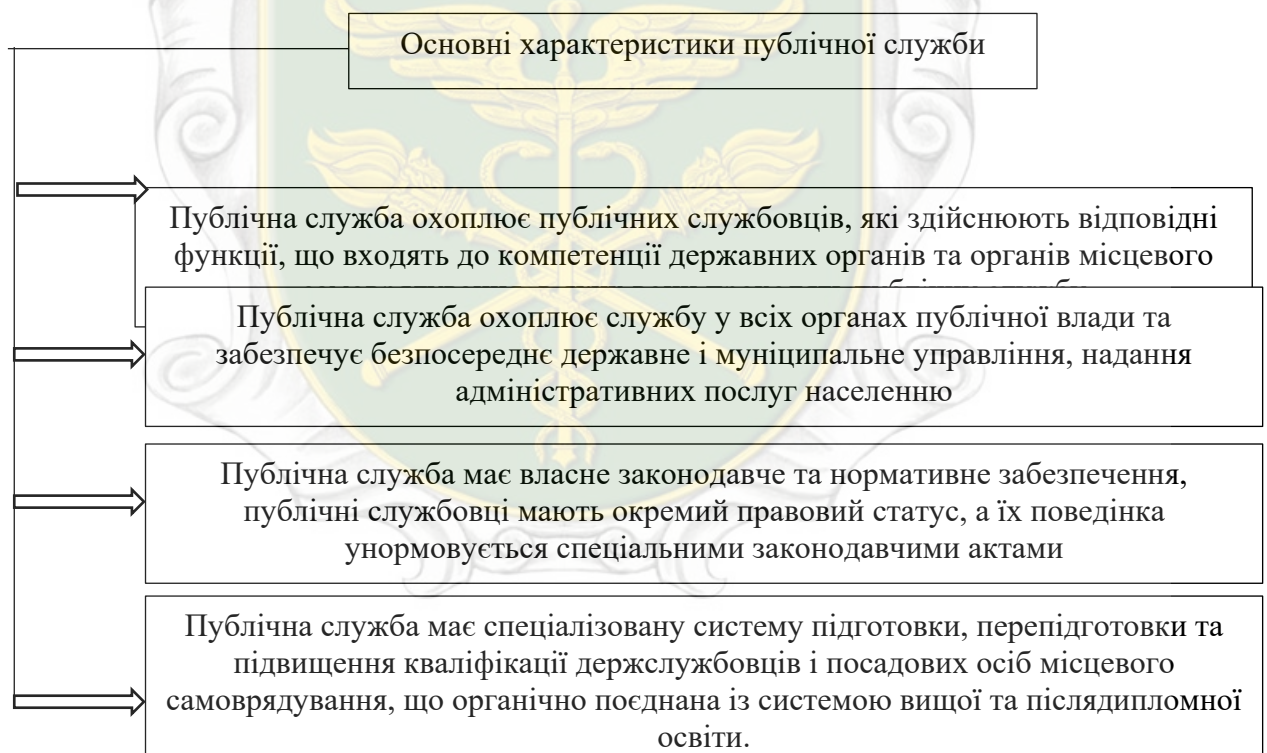 Основні характеристики публічної служби
Публічна служба охоплює публічних службовців, які здійснюють відповідні
функції, що входять до компетенції державних органів та органів місцевого
Публічна служба охоплює службу у всіх органах публічної влади та
забезпечує безпосереднє державне і муніципальне управління, надання
адміністративних послуг населенню
Публічна служба має власне законодавче та нормативне забезпечення,
публічні службовці мають окремий правовий статус, а їх поведінка
унормовується спеціальними законодавчими актами
Публічна служба має спеціалізовану систему підготовки, перепідготовки та
підвищення кваліфікації держслужбовців і посадових осіб місцевого
самоврядування, що органічно поєднана із системою вищої та післядипломної
освіти.